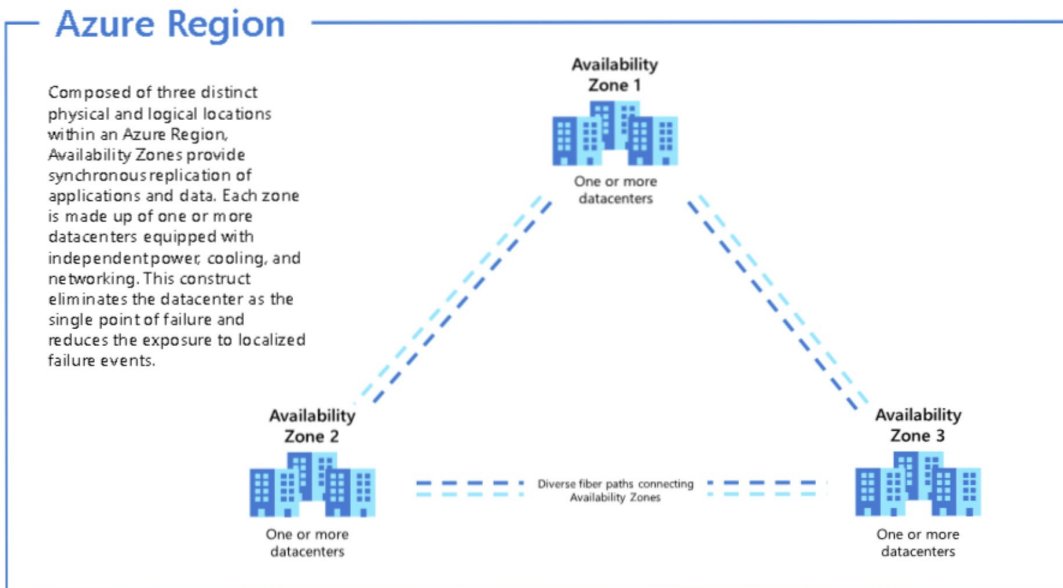 Azure Region
Composed of three distinct
physical and logical locations
within an Azure Region,
Availability Zones provide
synchronous replication of
applications and data. Each zone
is made up of one or more
datacenters equipped with
independent power, cooling, and
networking. This construct
eliminates the datacenter as the
single point of failure and
reduces the exposure to localized
failure events.
Availability
Zone 1
One or more
datacenters
Availability
Zone 2
One or more
datacenters
Diverse fiber paths connecting
Availability Zones
Availability
Zone 3
One or more
datacenters